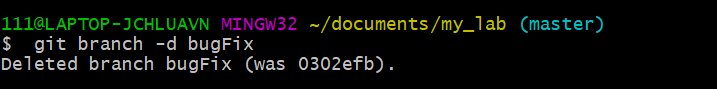 111@LAPTOP-JCHLUAVN MINGW32 ~/documents/my_lab (master)
$  git branch -d bugFix
Deleted branch bugFix (was 0302efb).